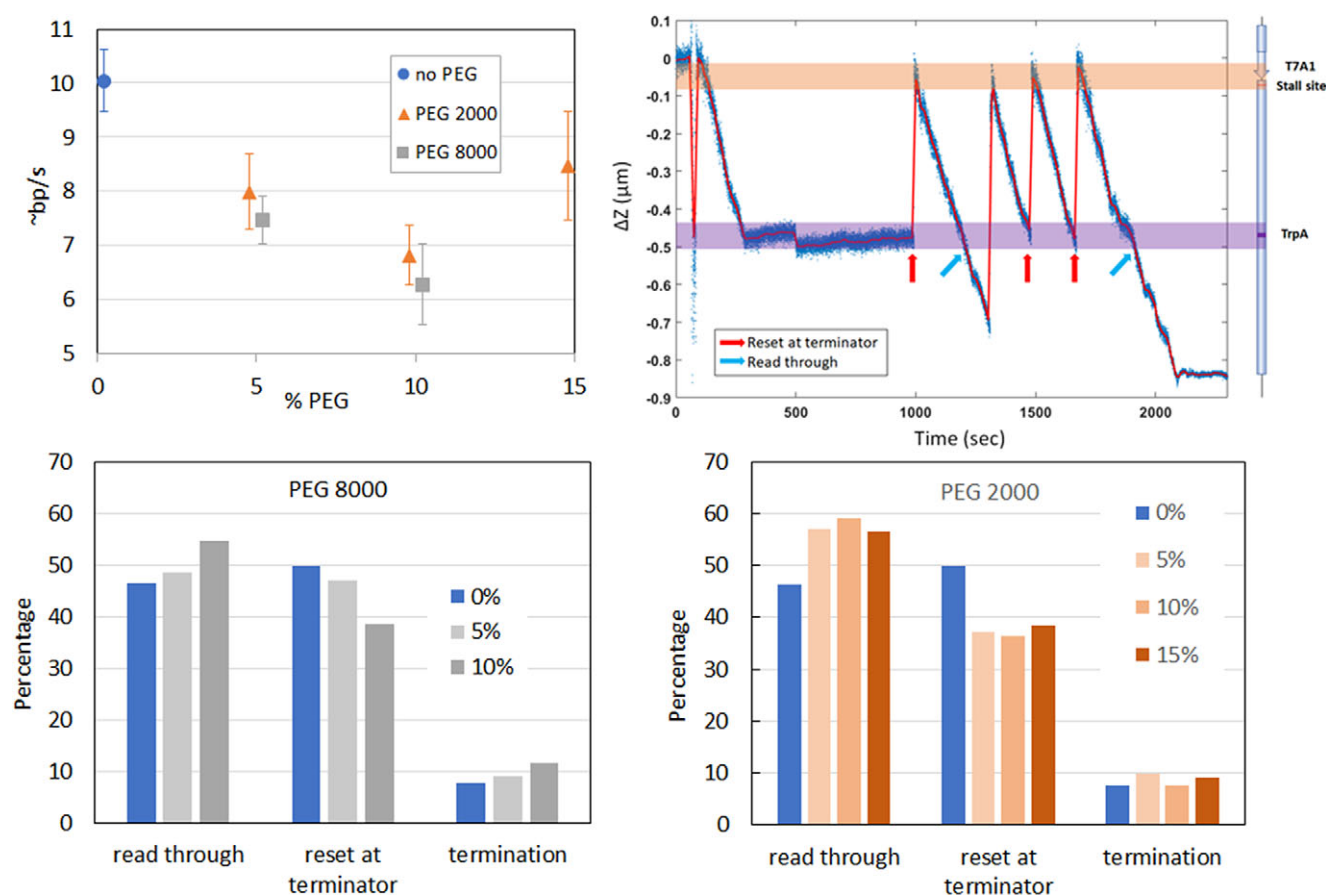 11
10
9
8
7
6
5
~bp/s
0
5
10
15
% PEG
no PEG
PEG 2000
PEG 8000
0.1
0
-0.1
-0.2
-0.3
-0.4
-0.5
-0.6
-0.7
-0.8
-0.9
ΔZ (μm)
0
500
1000
1500
2000
Time (sec)
Reset at terminator
Read through
T7A1
Stall site
TrpA
70
60
50
40
30
20
10
0
Percentage
PEG 8000
0%
5%
10%
read through
reset at
terminator
termination
70
60
50
40
30
20
10
0
Percentage
PEG 2000
0%
5%
10%
15%
read through
reset at
terminator
termination